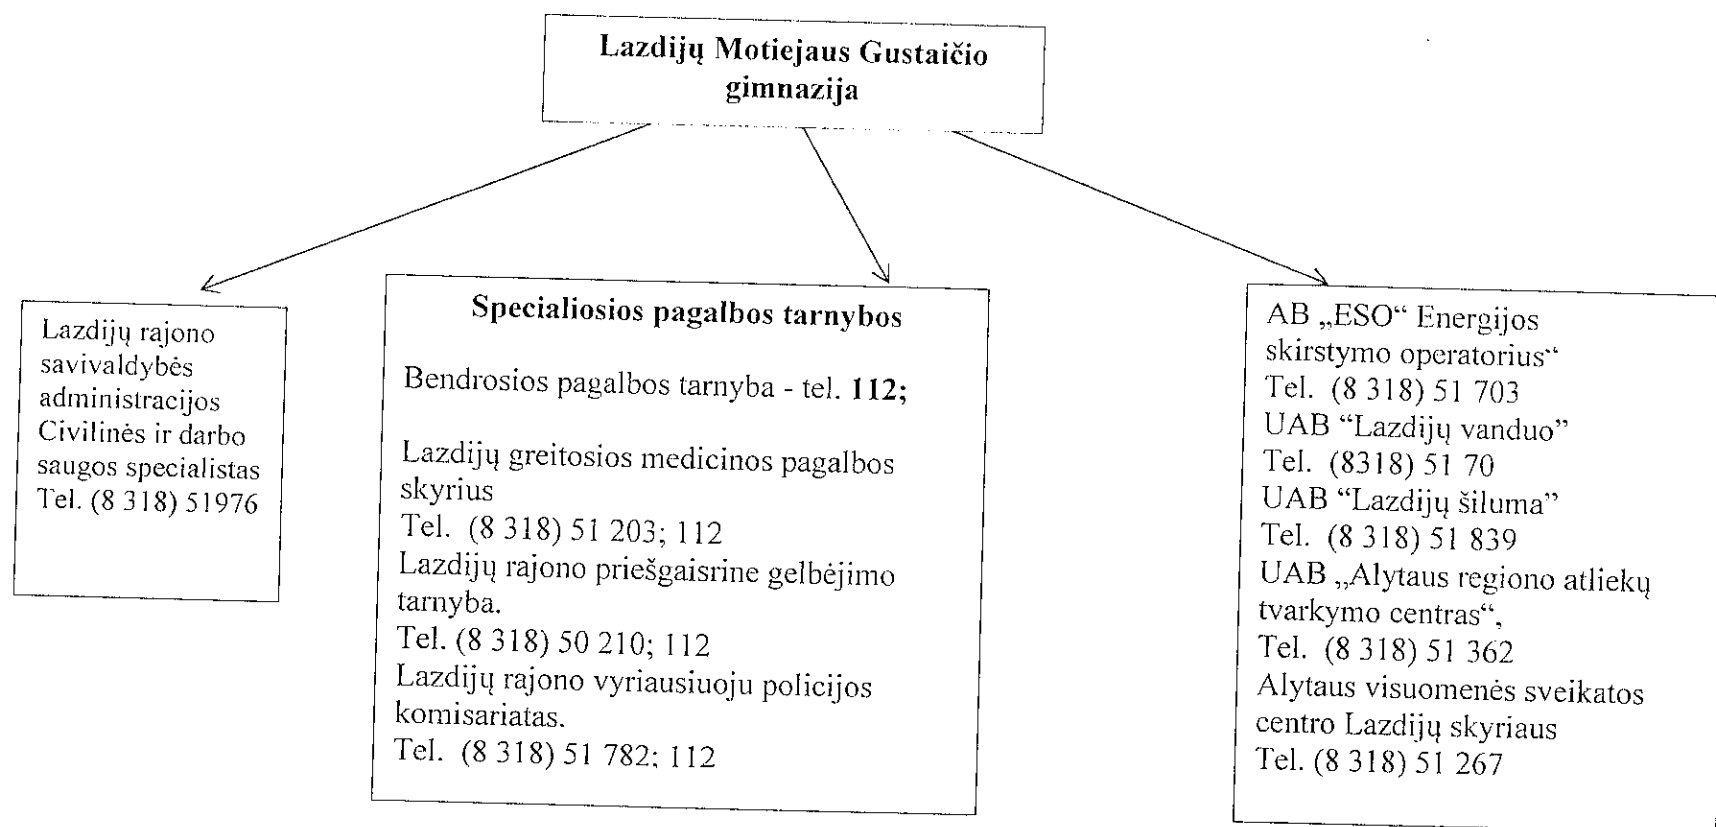 Lazdijų Motiejaus Gustaičio
gimnazija
Lazdijų rajono
savivaldybės
administracijos
Civilinės ir darbo
saugos specialistas
Tel. (8 318) 51976
Specialiosios pagalbos tarnybos
Bendrosios pagalbos tarnyba - tel. 112;
Lazdijų greitosios medicinos pagalbos
skyrius
Tel. (8 318) 51 203; 112
Lazdijų rajono priešgaisrine gelbėjimo
tarnyba.
Tel. (8 318) 50 210; 112
Lazdijų rajono vyriausiuoju policijos
komisariatas.
Tel. (8 318) 51 782; 112
AB „ESO“ Energijos
skirstymo operatorius“
Tel. (8 318) 51 703
UAB “Lazdijų vanduo”
Tel. (8318) 51 70
UAB “Lazdijų šiluma”
Tel. (8 318) 51 839
UAB „Alytaus regiono atliekų
tvarkymo centras“,
Tel. (8 318) 51 362
Alytaus visuomenės sveikatos
centro Lazdijų skyriaus
Tel. (8 318) 51 267